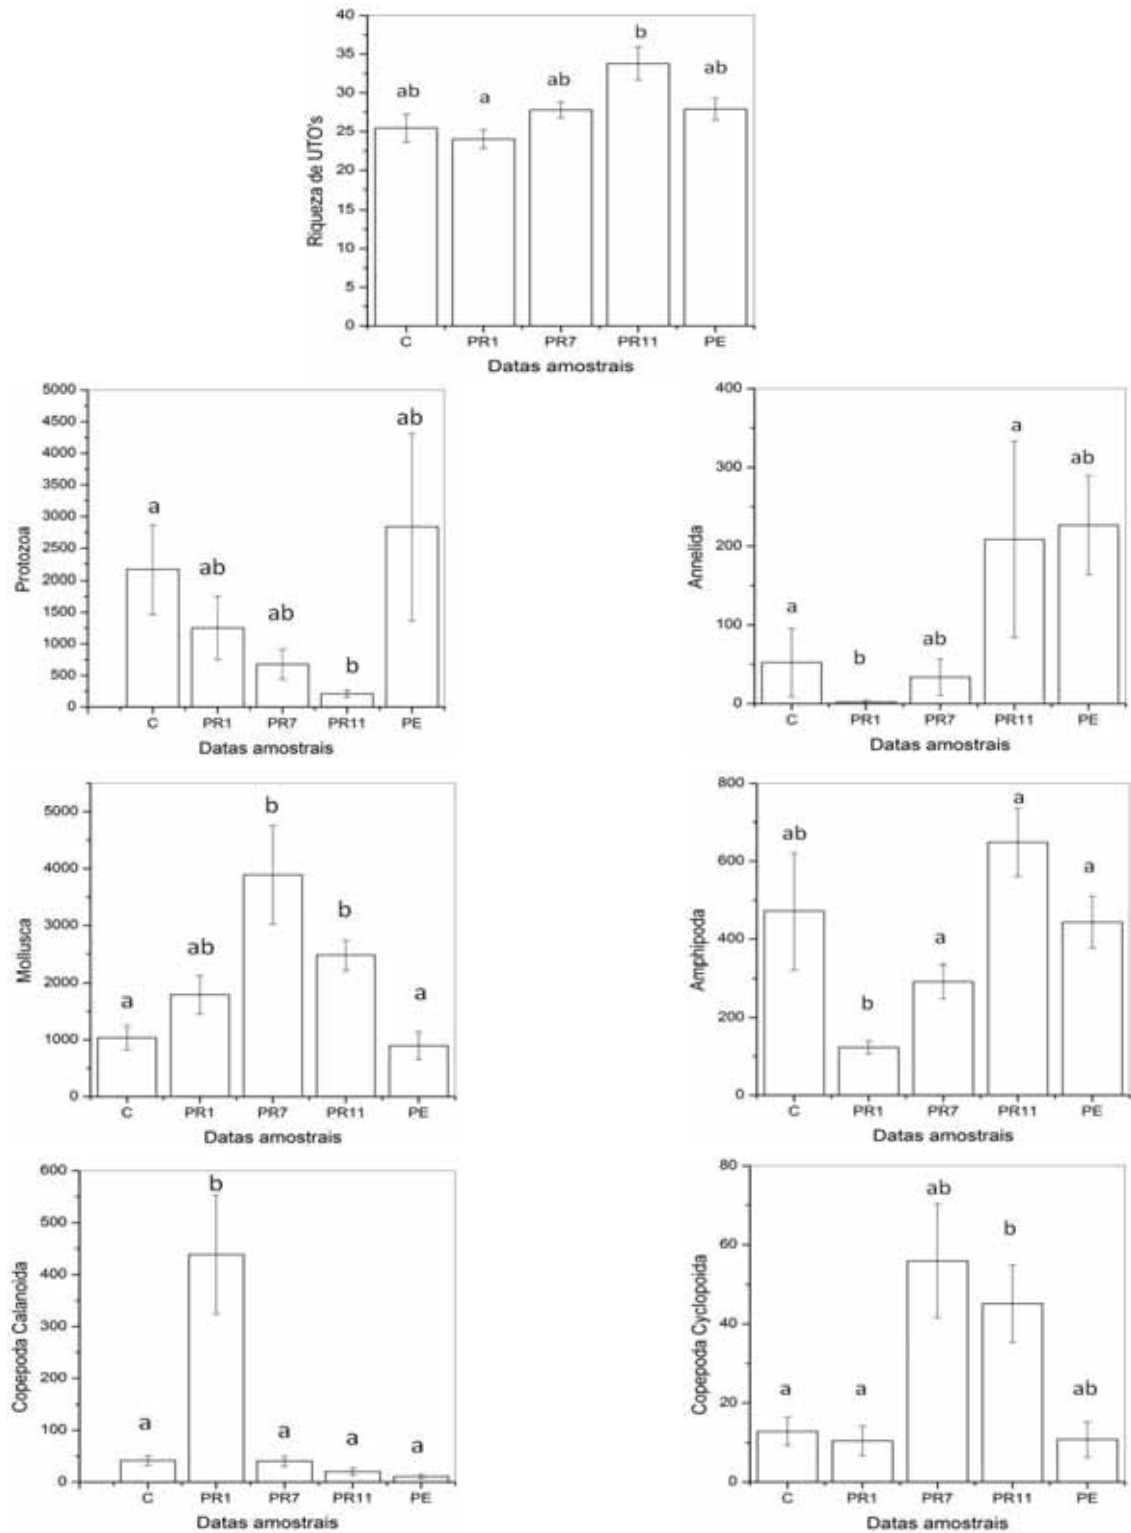 40
35
30
25
20
15
10
5
0
Riqueza de UTO's
ab
a
ab
b
ab
C PR1 PR7 PR11 PE
Datas amostrais
5000
4500
4000
3500
3000
2500
2000
1500
1000
500
0
Protozoa
a
ab
ab
b
ab
C PR1 PR7 PR11 PE
Datas amostrais
400
300
200
100
0
Annelida
a
b
ab
a
ab
C PR1 PR7 PR11 PE
Datas amostrais
5000
4000
3000
2000
1000
0
Mollusca
a
ab
b
b
a
C PR1 PR7 PR11 PE
Datas amostrais
800
600
400
200
0
Amphipoda
ab
b
a
a
a
C PR1 PR7 PR11 PE
Datas amostrais
600
500
400
300
200
100
0
Copepoda Calanoida
a
b
a
a
a
C PR1 PR7 PR11 PE
Datas amostrais
80
60
40
20
0
Copepoda Cyclopoida
a
a
ab
b
ab
C PR1 PR7 PR11 PE
Datas amostrais